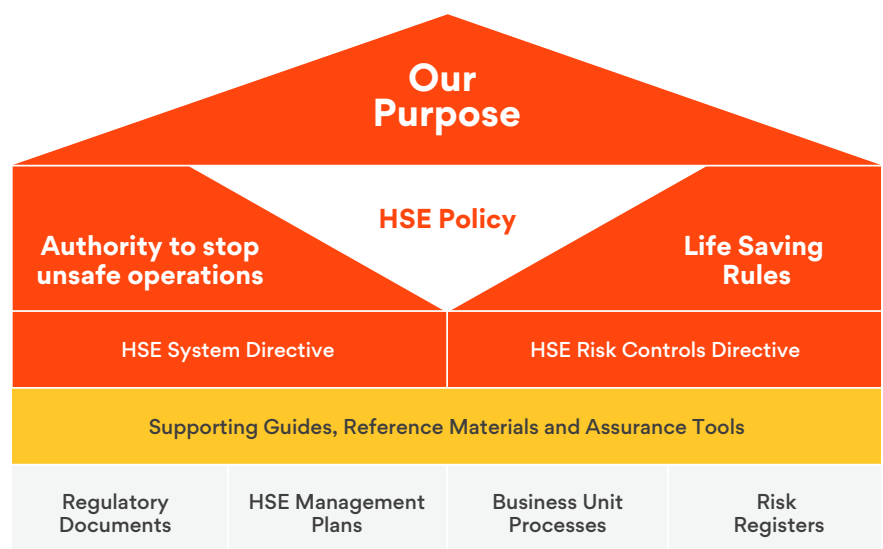 Our
Purpose
HSE Policy
Authority to stop
unsafe operations
Life Saving
Rules
HSE System Directive
HSE Risk Controls Directive
Supporting Guides, Reference Materials and Assurance Tools
Regulatory
Documents
HSE Management
Plans
Business Unit
Processes
Risk
Registers